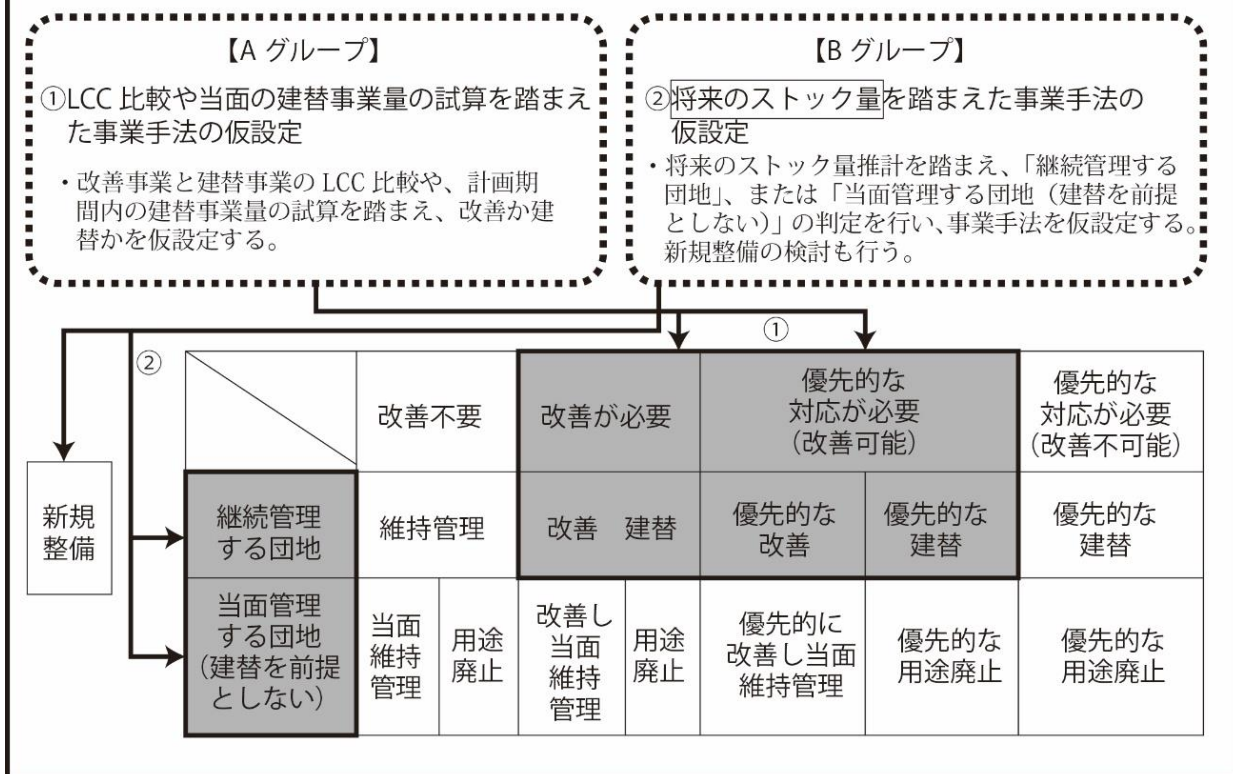 【A グループ】
①LCC 比較や当面の建替事業量の試算を踏まえ
た事業手法の仮設定
・改善事業と建替事業の LCC 比較や、計画期
間内の建替事業量の試算を踏まえ、改善か建
替かを仮設定する。
【B グループ】
②将来のストック量を踏まえた事業手法の
仮設定
・将来のストック量推計を踏まえ、「継続管理する
団地」、または「当面管理する団地（建替を前提
としない）」の判定を行い、事業手法を仮設定する。
新規整備の検討も行う。
①
②
改善不要
改善が必要
優先的な
対応が必要
（改善可能）
優先的な
対応が必要
（改善不可能）
新規
整備
継続管理
する団地
維持管理
改善 建替
優先的な
改善
優先的な
建替
優先的な
建替
当面管理
する団地
（建替を前提
としない）
当面
維持
管理
用途
廃止
改善し
当面
維持
管理
用途
廃止
優先的に
改善し当面
維持管理
優先的な
用途廃止
優先的な
用途廃止